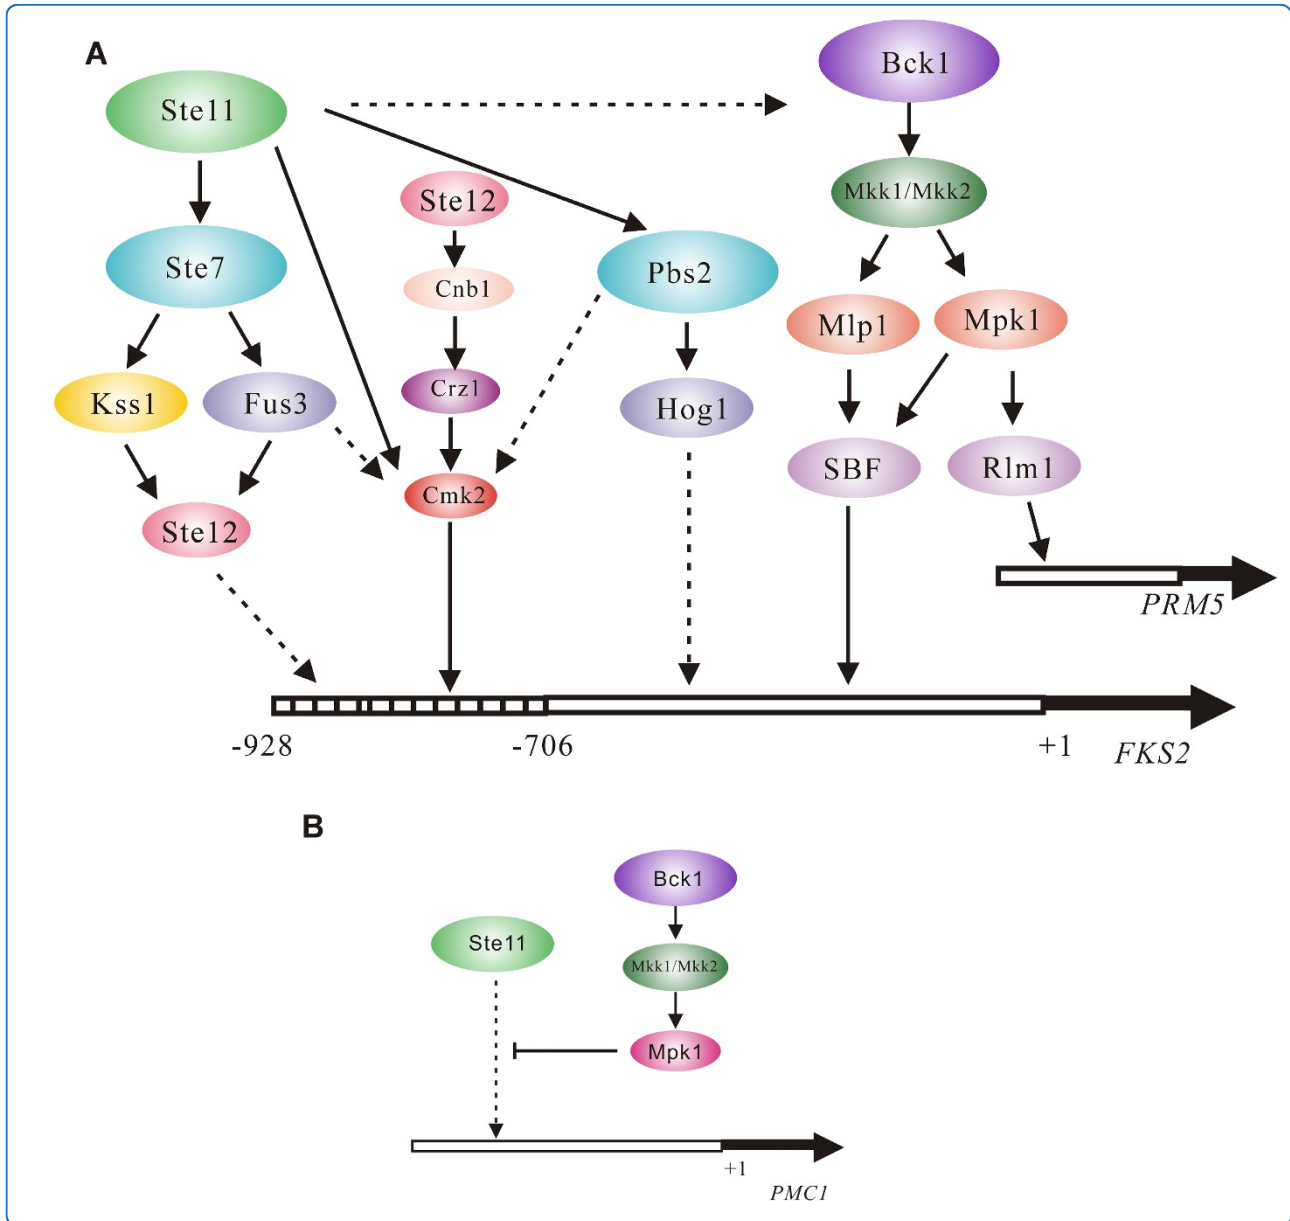 A
Bck1
Ste11
Mkk1/Mkk2
Ste12
Ste7
Pbs2
Cnb1
Mlp1
Mpk1
Crz1
Kss1
Fus3
Hog1
SBF
Rlm1
Cmk2
Ste12
PRM5
-928
-706
+1
FKS2
B
Bck1
Ste11
Mkk1/Mkk2
Mpk1
+1
PMC1